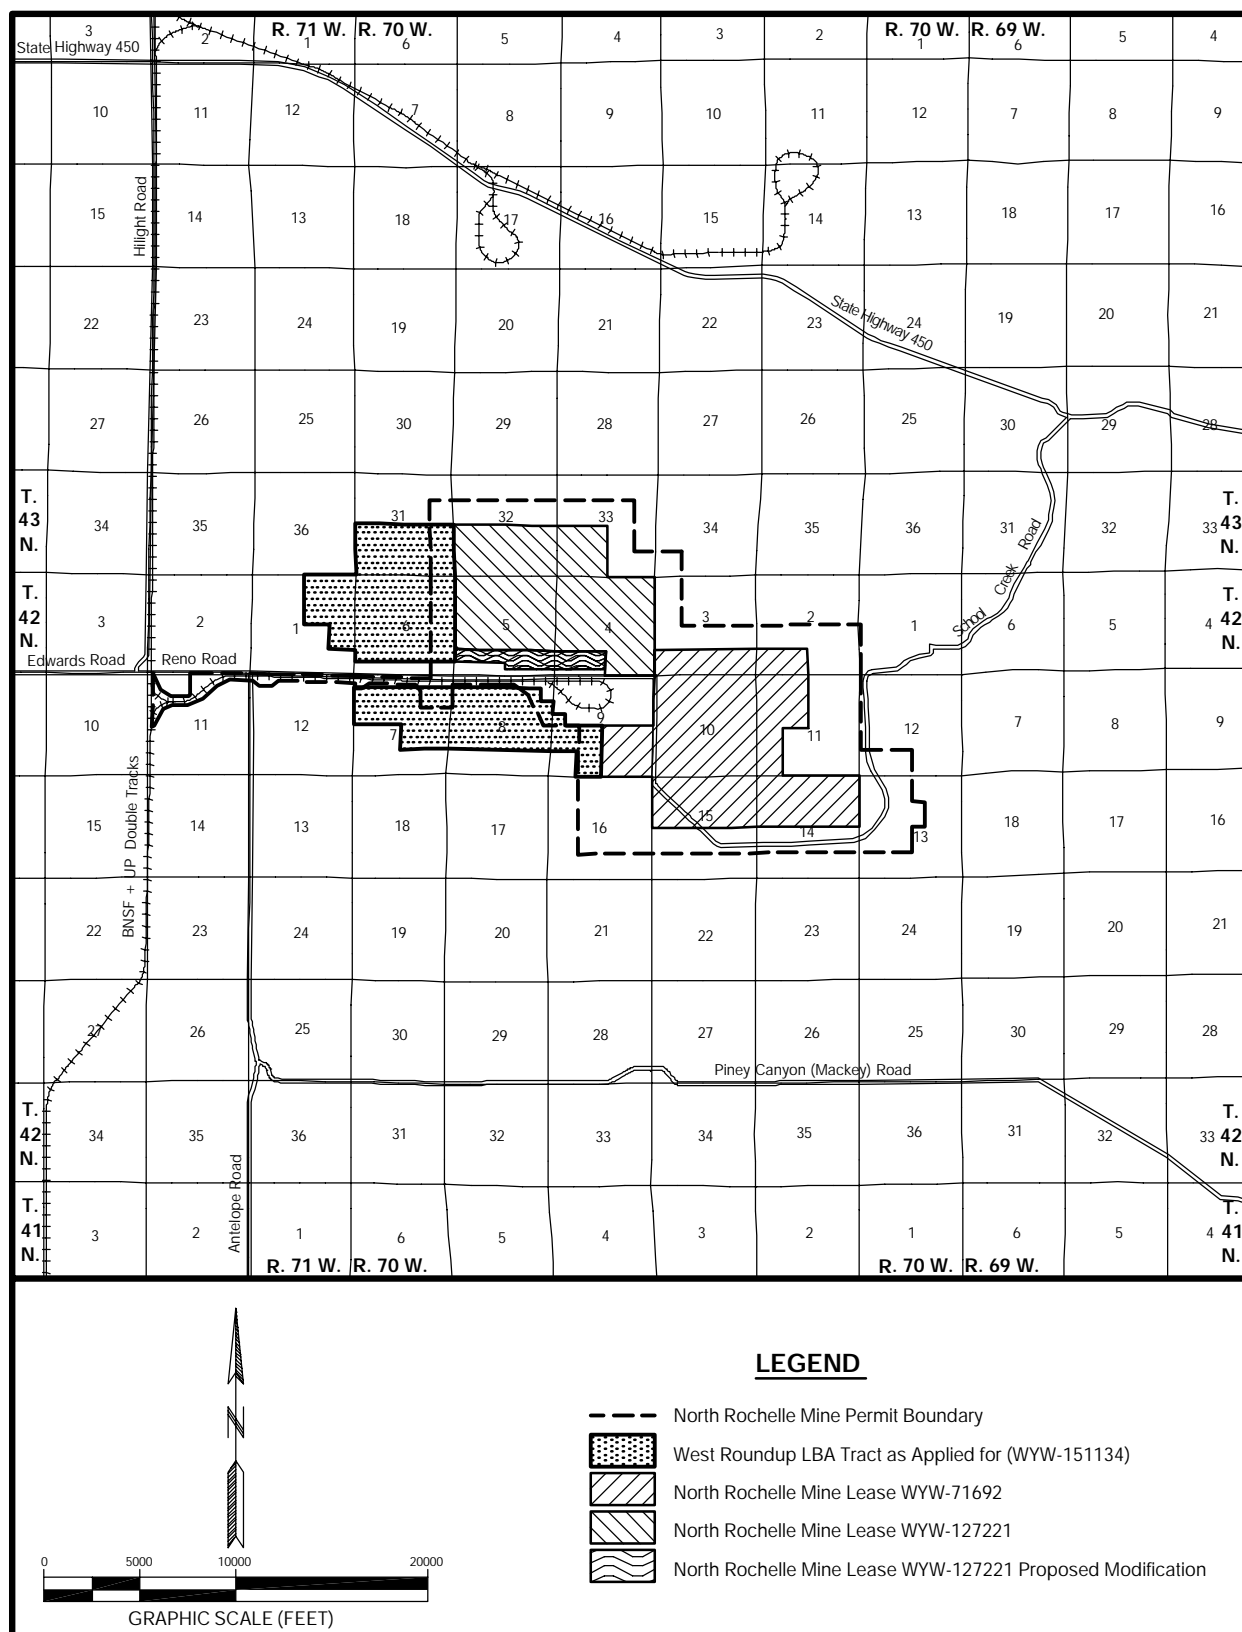 R. 71 W. R. 70 W. R. 70 W. R. 69 W.
3 2 1 6 5 4 3 2 1 6 5 4
State Highway 450
10 11 12 7 8 9 10 11 12 7 8 9
Hilight Road
15 14 13 18 17 16 15 14 13 18 17 16
22 23 24 19 20 21 22 23 24 19 20 21
State Highway 450
27 26 25 30 29 28 27 26 25 30 29 28
T. 43 N.
34 35 36 31 32 33 34 35 36 31 32 33
T. 43 N.
School Creek Road
T. 42 N.
3 2 1 6 5 4 3 2 1 6 5 4
T. 42 N.
Edwards Road Reno Road
10 11 12 7 8 9 10 11 12 7 8 9
BNSF + UP Double Tracks
15 14 13 18 17 16 15 14 13 18 17 16
22 23 24 19 20 21 22 23 24 19 20 21
27 26 25 30 29 28 27 26 25 30 29 28
Piney Canyon (Mackey) Road
T. 42 N.
34 35 36 31 32 33 34 35 36 31 32 33
T. 42 N.
Antelope Road
T. 41 N.
3 2 1 6 5 4 3 2 1 6 5 4
T. 41 N.
R. 71 W. R. 70 W. R. 70 W. R. 69 W.
N
LEGEND
North Rochelle Mine Permit Boundary
West Roundup LBA Tract as Applied for (WYW-151134)
North Rochelle Mine Lease WYW-71692
North Rochelle Mine Lease WYW-127221
North Rochelle Mine Lease WYW-127221 Proposed Modification
0 5000 10000 20000
GRAPHIC SCALE (FEET)